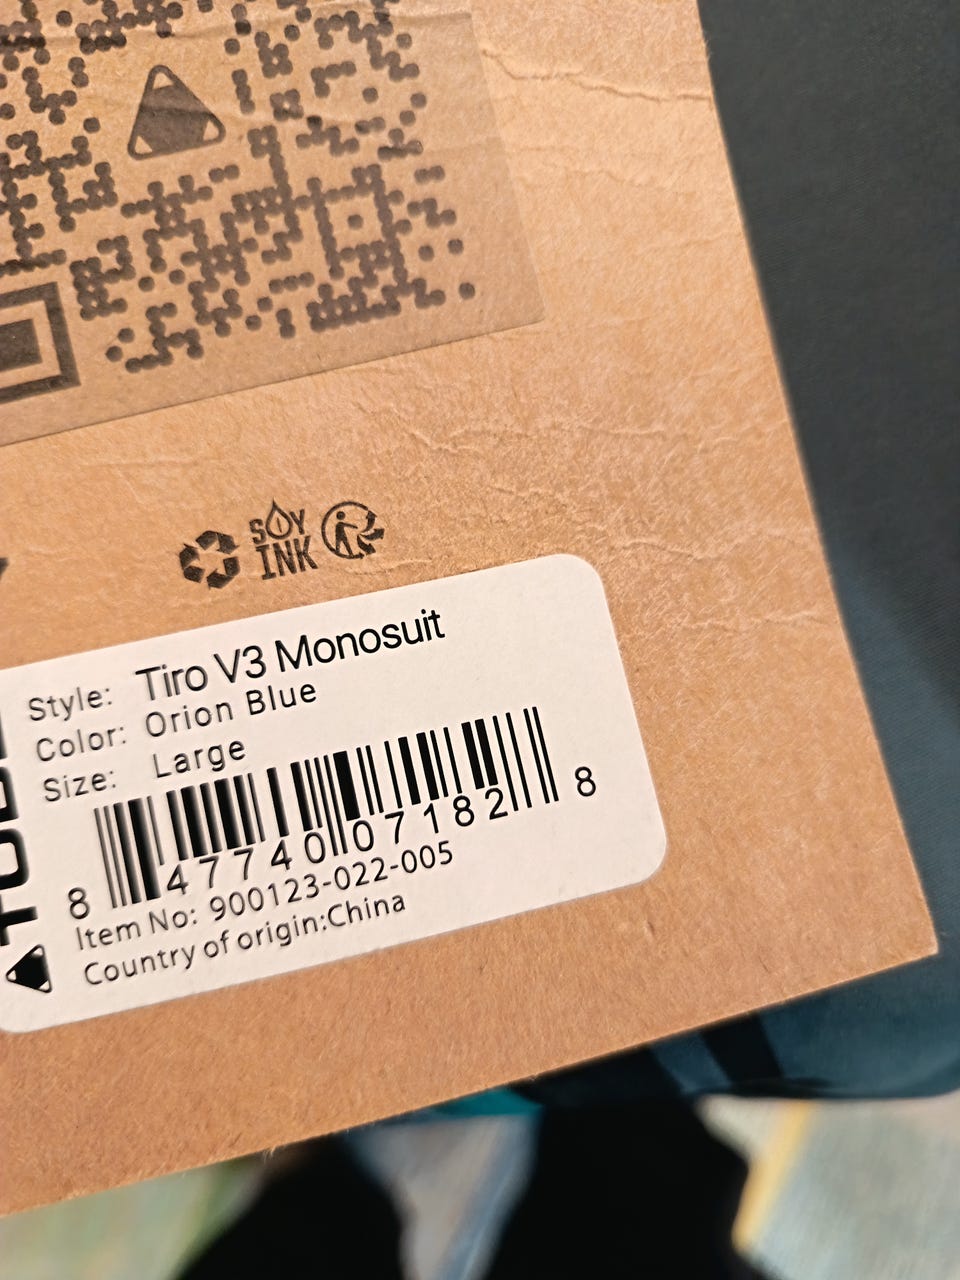 SOY
INK
Style: Tiro V3 Monosuit
Color: Orion Blue
Size: Large
8 47740 07182 8
Item No: 900123-022-005
Country of origin:China